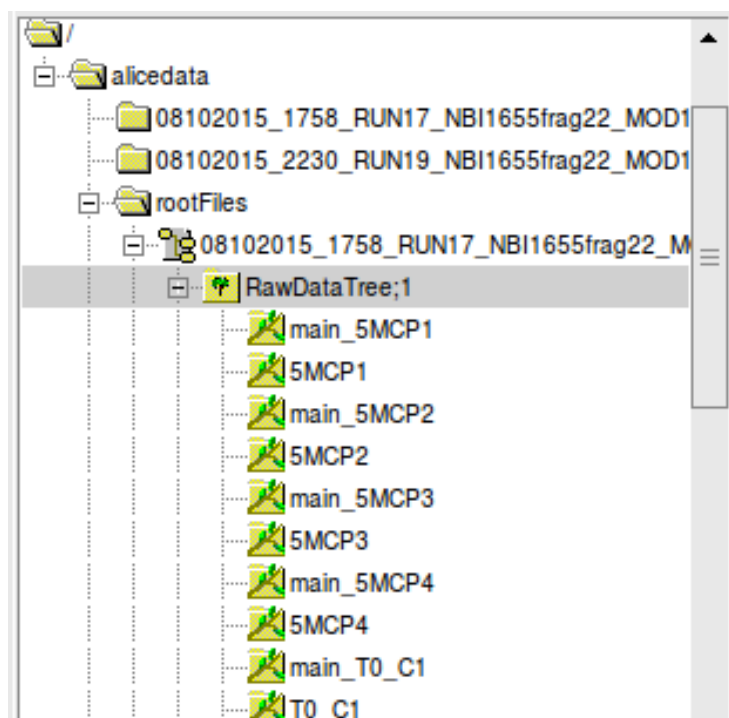 /
alicedata
08102015_1758_RUN17_NBI1655frag22_MOD1
08102015_2230_RUN19_NBI1655frag22_MOD1
rootFiles
08102015_1758_RUN17_NBI1655frag22_M
RawDataTree;1
main_5MCP1
5MCP1
main_5MCP2
5MCP2
main_5MCP3
5MCP3
main_5MCP4
5MCP4
main_T0_C1
T0_C1